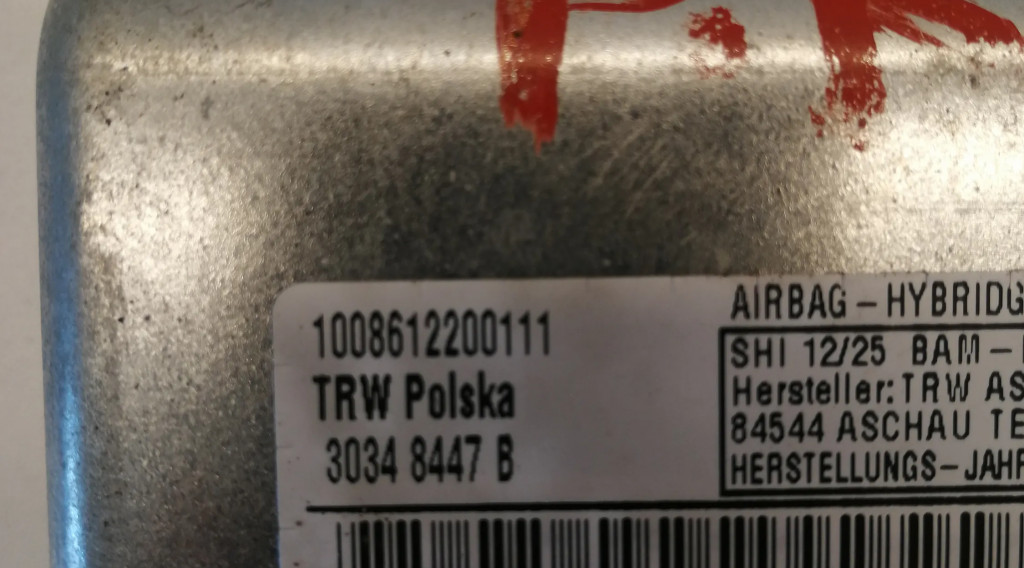 1008612200111
TRW Polska
3034 8447 B
AIRBAG – HYBRIDG
SHI 12/25 BAM –
Hersteller: TRW AS
84544 ASCHAU TE
HERSTELLUNGS – JAHR